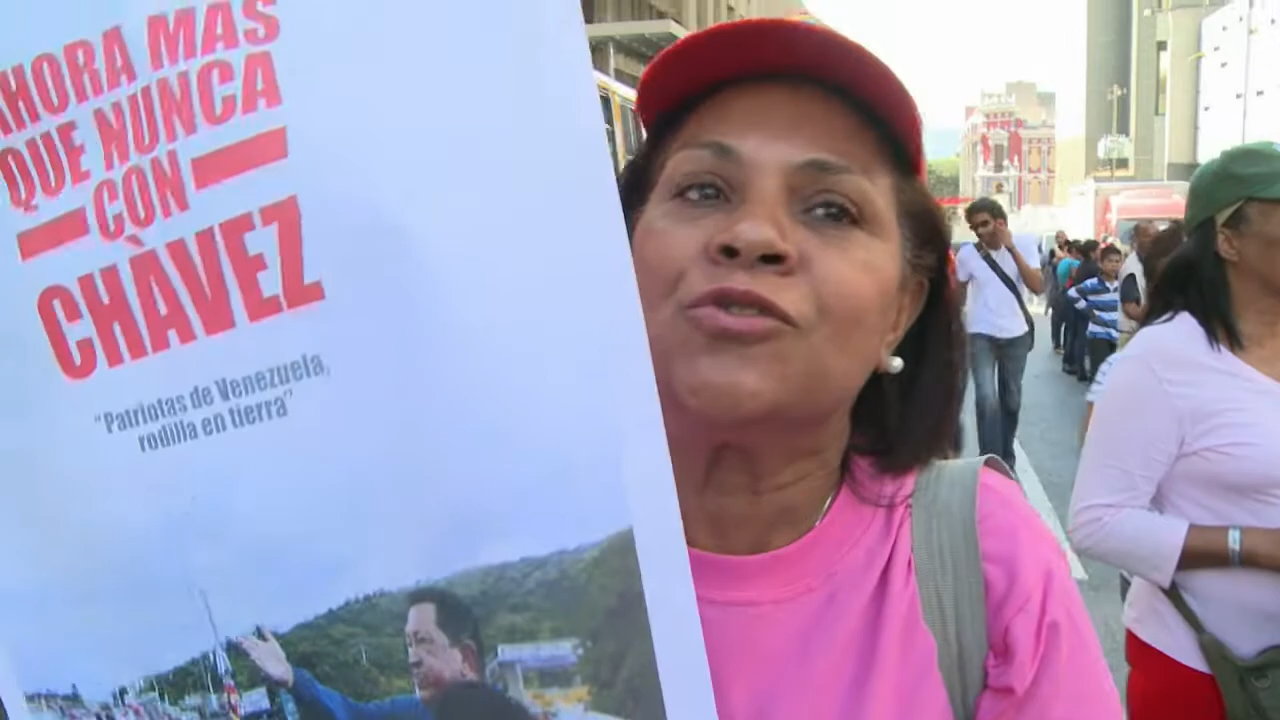 AHORA MAS
QUE NUNCA
CON
CHÀVEZ
“Patriotas de Venezuela,
rodilla en tierra”